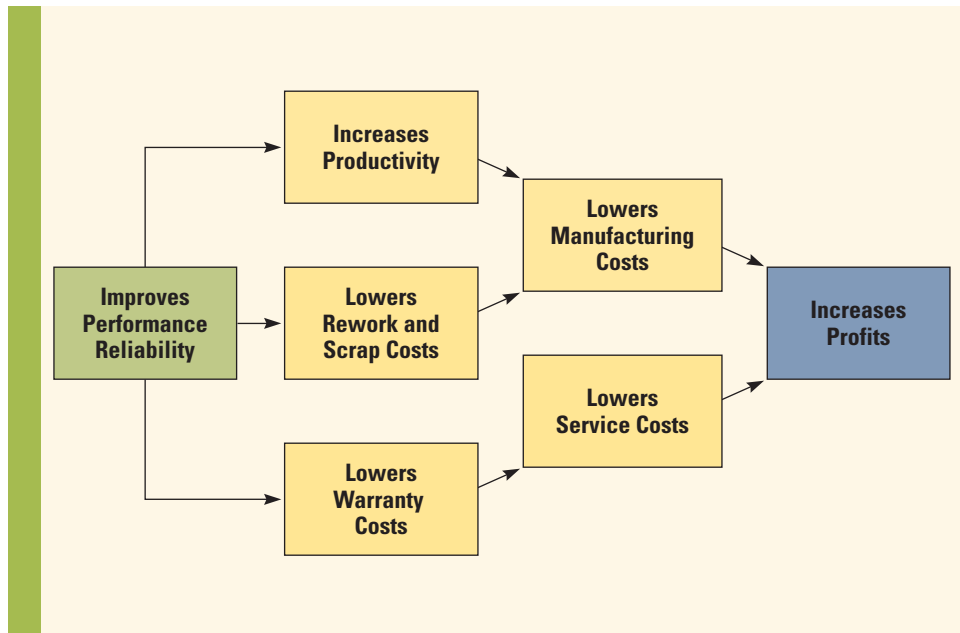 Increases
Productivity
Lowers
Manufacturing
Costs
Improves
Performance
Reliability
Lowers
Rework and
Scrap Costs
Increases
Profits
Lowers
Service Costs
Lowers
Warranty
Costs